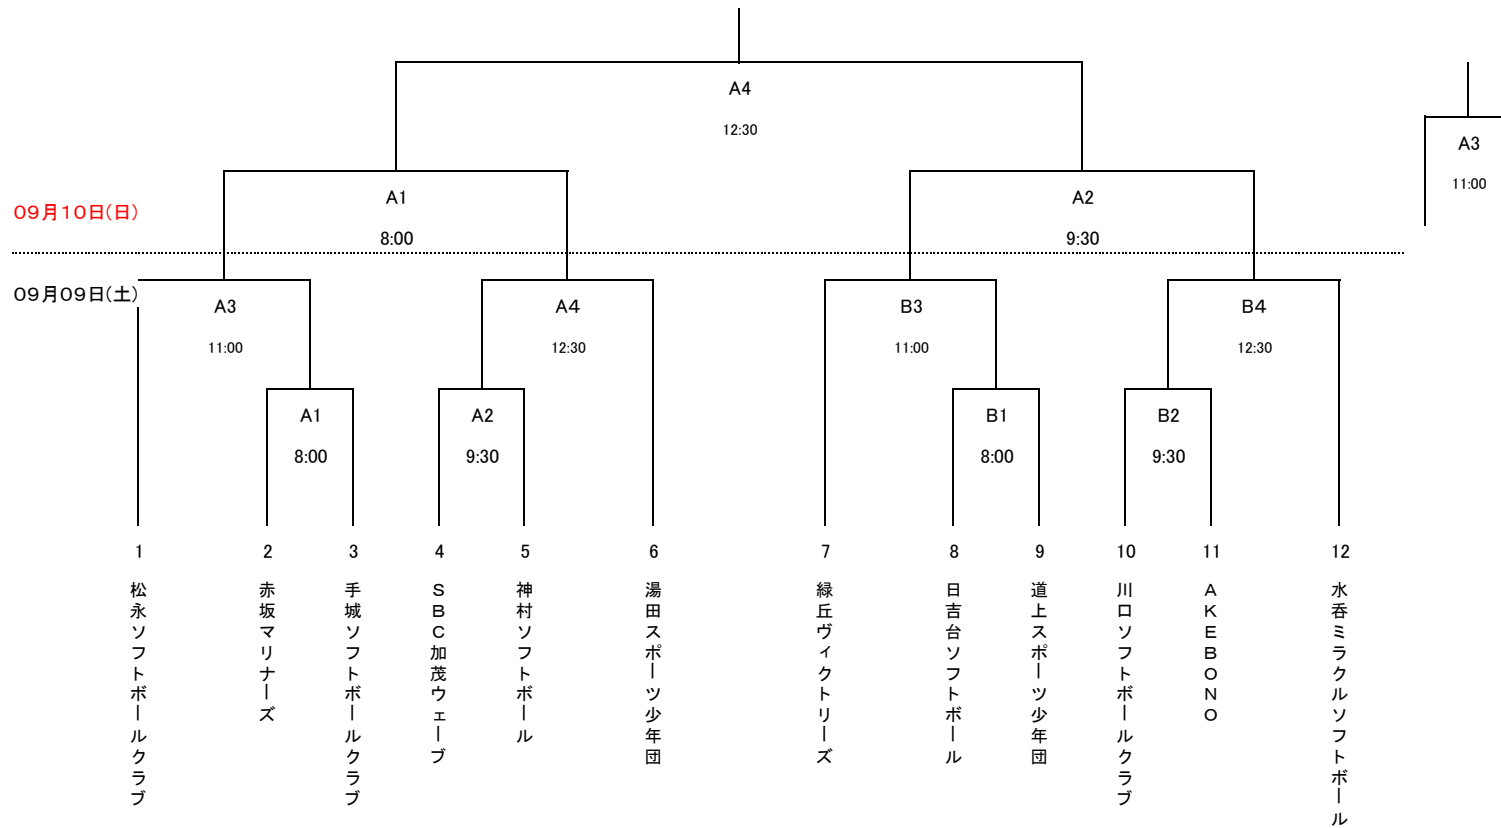 A4
12:30
A3
11:00
A1
8:00
A2
9:30
09月10日(日)
09月09日(土)
A3
11:00
A4
12:30
B3
11:00
B4
12:30
A1
8:00
A2
9:30
B1
8:00
B2
9:30
1
2
3
4
5
6
7
8
9
10
11
12
松永ソフトボールクラブ
赤坂マリナーズ
手城ソフトボールクラブ
SBC加茂ウェーブ
神村ソフトボール
湯田スポーツ少年団
緑丘ヴィクトリーズ
日吉台ソフトボール
道上スポーツ少年団
川口ソフトボールクラブ
AKEBONO
水呑ミラクルソフトボール